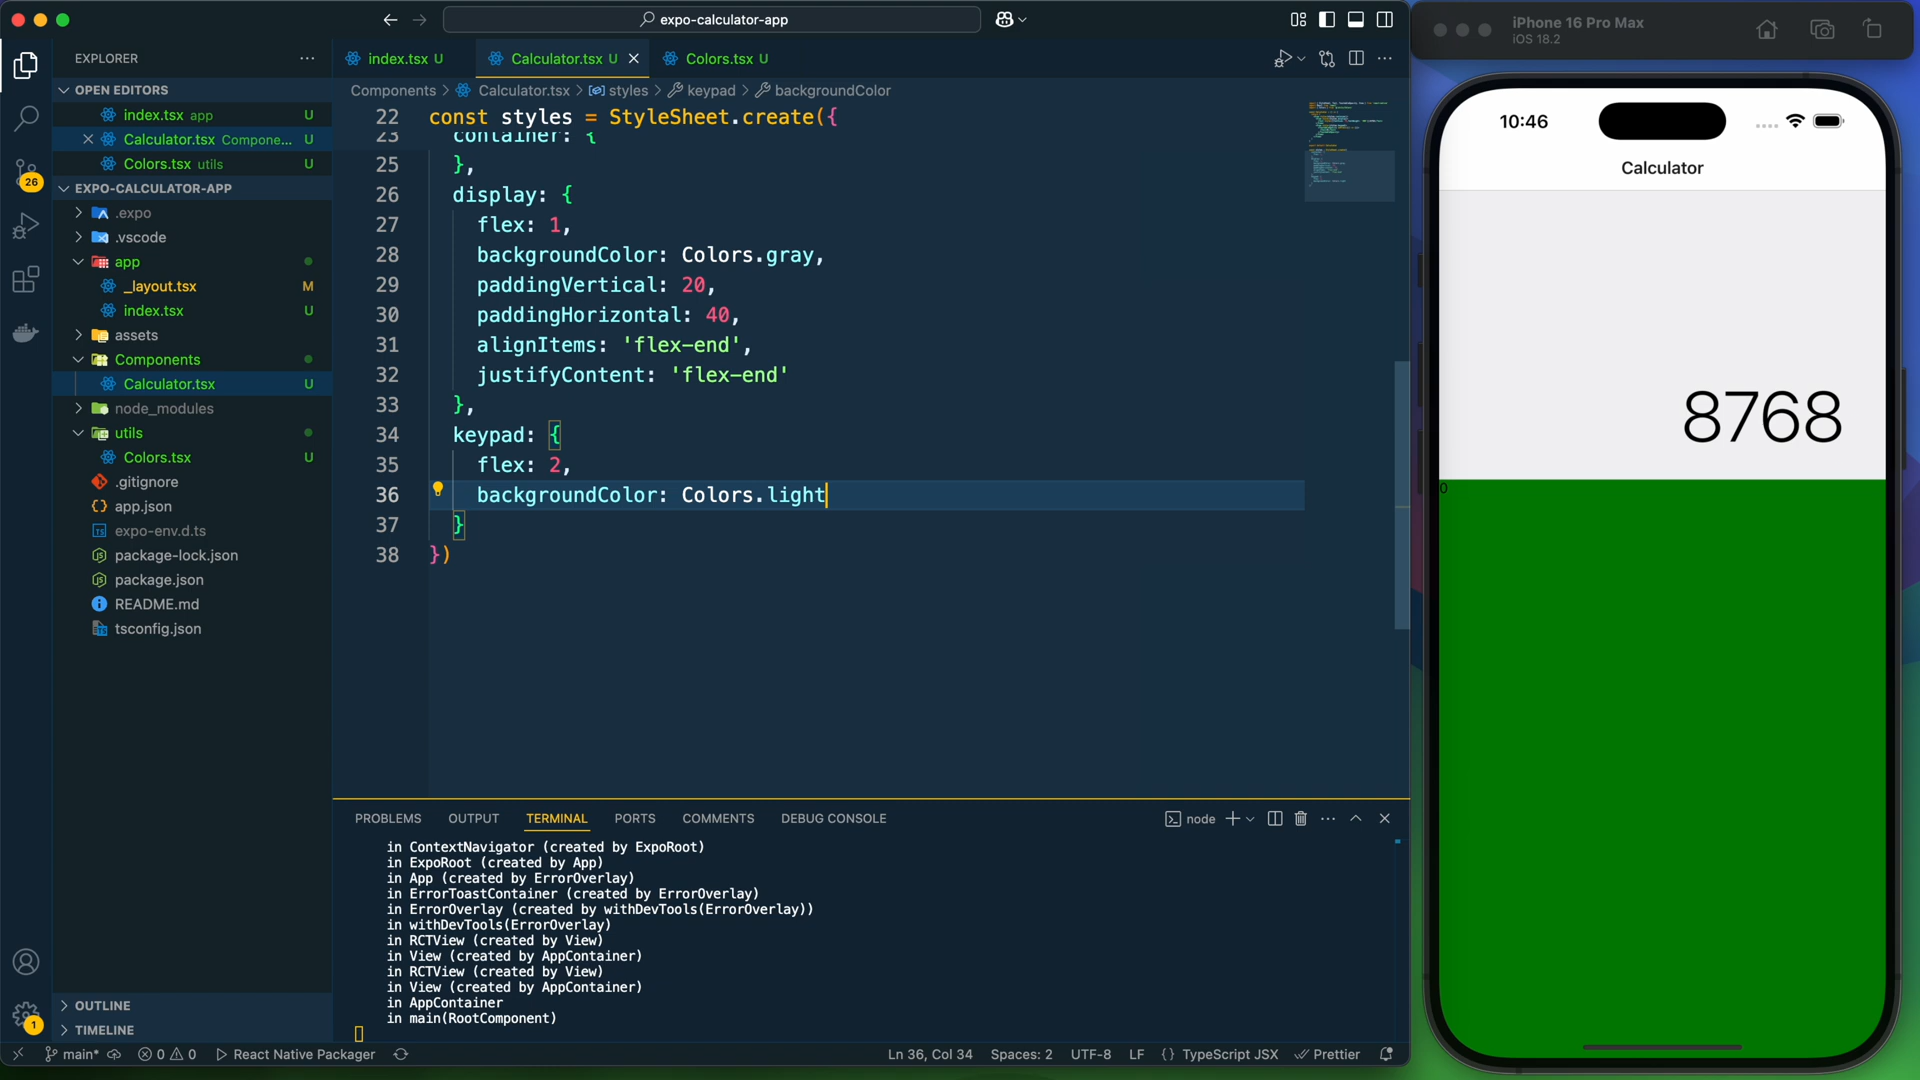 expo-calculator-app
EXPLORER
OPEN EDITORS
index.tsx app U
Calculator.tsx Compone... U
Colors.tsx utils U
EXPO-CALCULATOR-APP
.expo
.vscode
app
_layout.tsx M
index.tsx U
assets
Components
Calculator.tsx U
node_modules
utils
Colors.tsx U
.gitignore
app.json
expo-env.d.ts
package-lock.json
package.json
README.md
tsconfig.json
OUTLINE
TIMELINE
26
1
index.tsx U
Calculator.tsx U
Colors.tsx U
Components > Calculator.tsx > styles > keypad > backgroundColor
22 const styles = StyleSheet.create({
23 container: {
25 },
26 display: {
27 flex: 1,
28 backgroundColor: Colors.gray,
29 paddingVertical: 20,
30 paddingHorizontal: 40,
31 alignItems: 'flex-end',
32 justifyContent: 'flex-end'
33 },
34 keypad: {
35 flex: 2,
36 backgroundColor: Colors.light
37 }
38 })
PROBLEMS OUTPUT TERMINAL PORTS COMMENTS DEBUG CONSOLE
node
in ContextNavigator (created by ExpoRoot)
in ExpoRoot (created by App)
in App (created by ErrorOverlay)
in ErrorToastContainer (created by ErrorOverlay)
in ErrorOverlay (created by withDevTools(ErrorOverlay))
in withDevTools(ErrorOverlay)
in RCTView (created by View)
in View (created by AppContainer)
in RCTView (created by View)
in View (created by AppContainer)
in AppContainer
in main(RootComponent)
main* 0 0 React Native Packager
Ln 36, Col 34 Spaces: 2 UTF-8 LF {} TypeScript JSX Prettier
iPhone 16 Pro Max
iOS 18.2
10:46
Calculator
8768
0